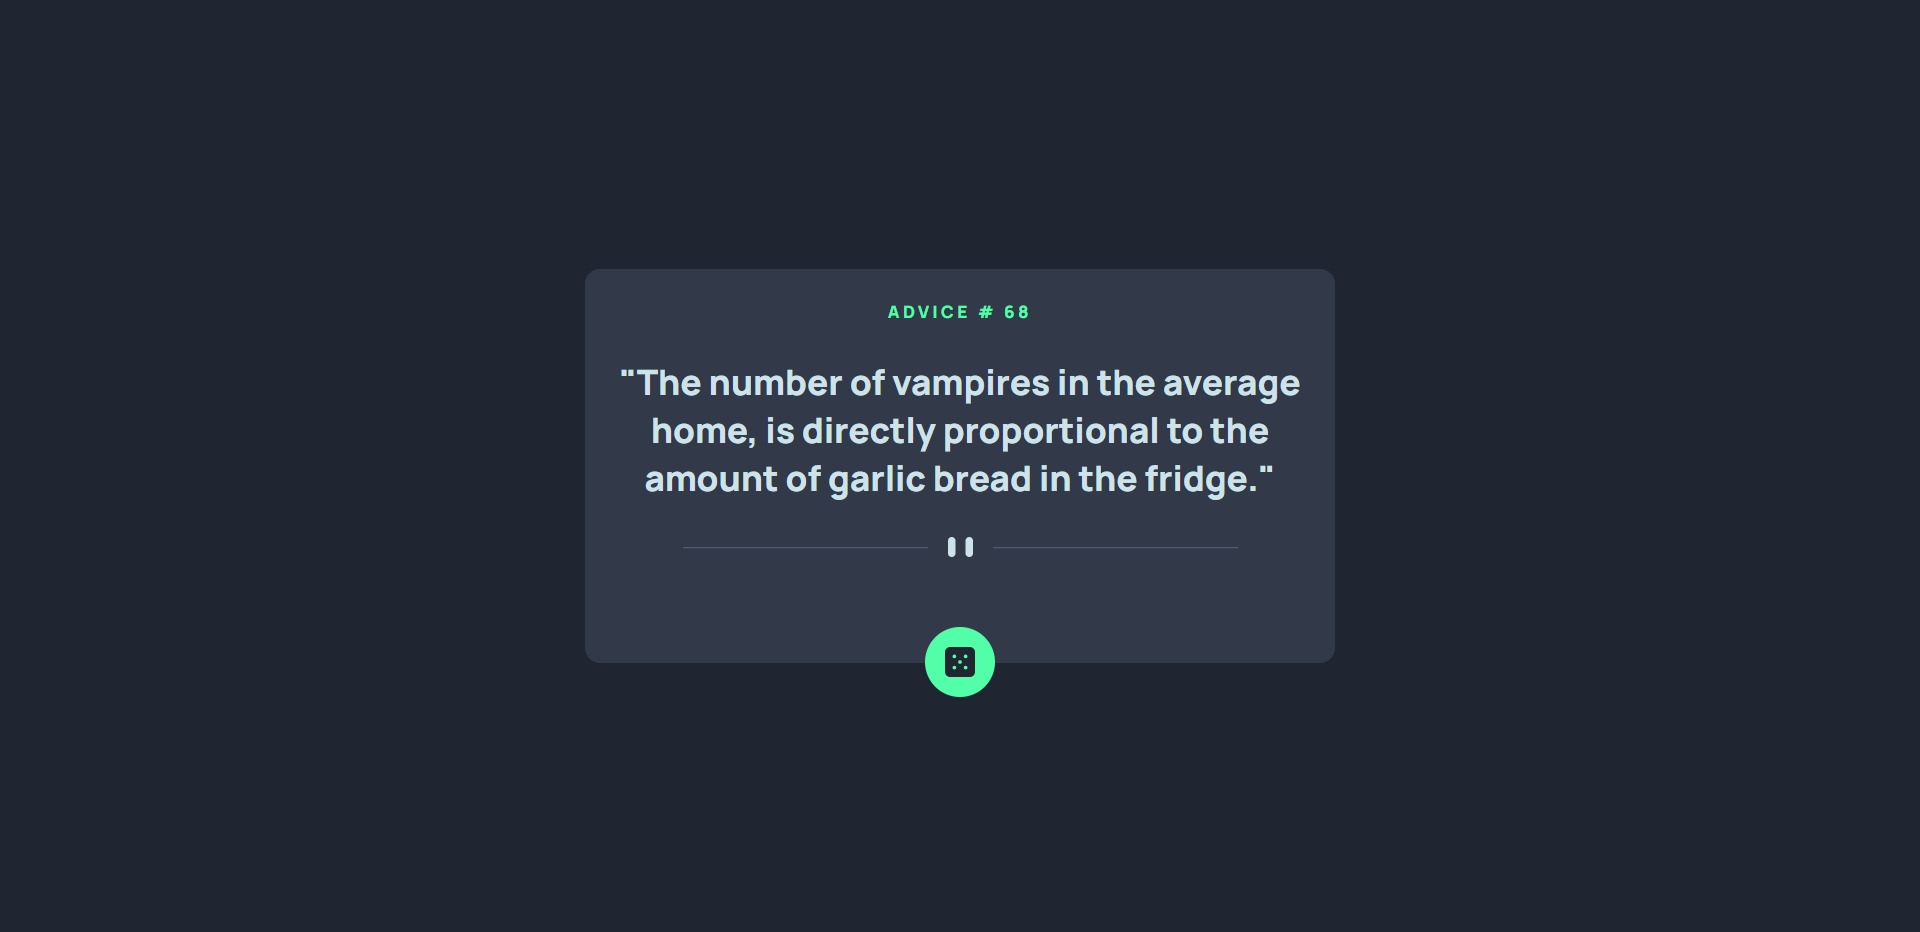 ADVICE # 68
"The number of vampires in the average
home, is directly proportional to the
amount of garlic bread in the fridge."